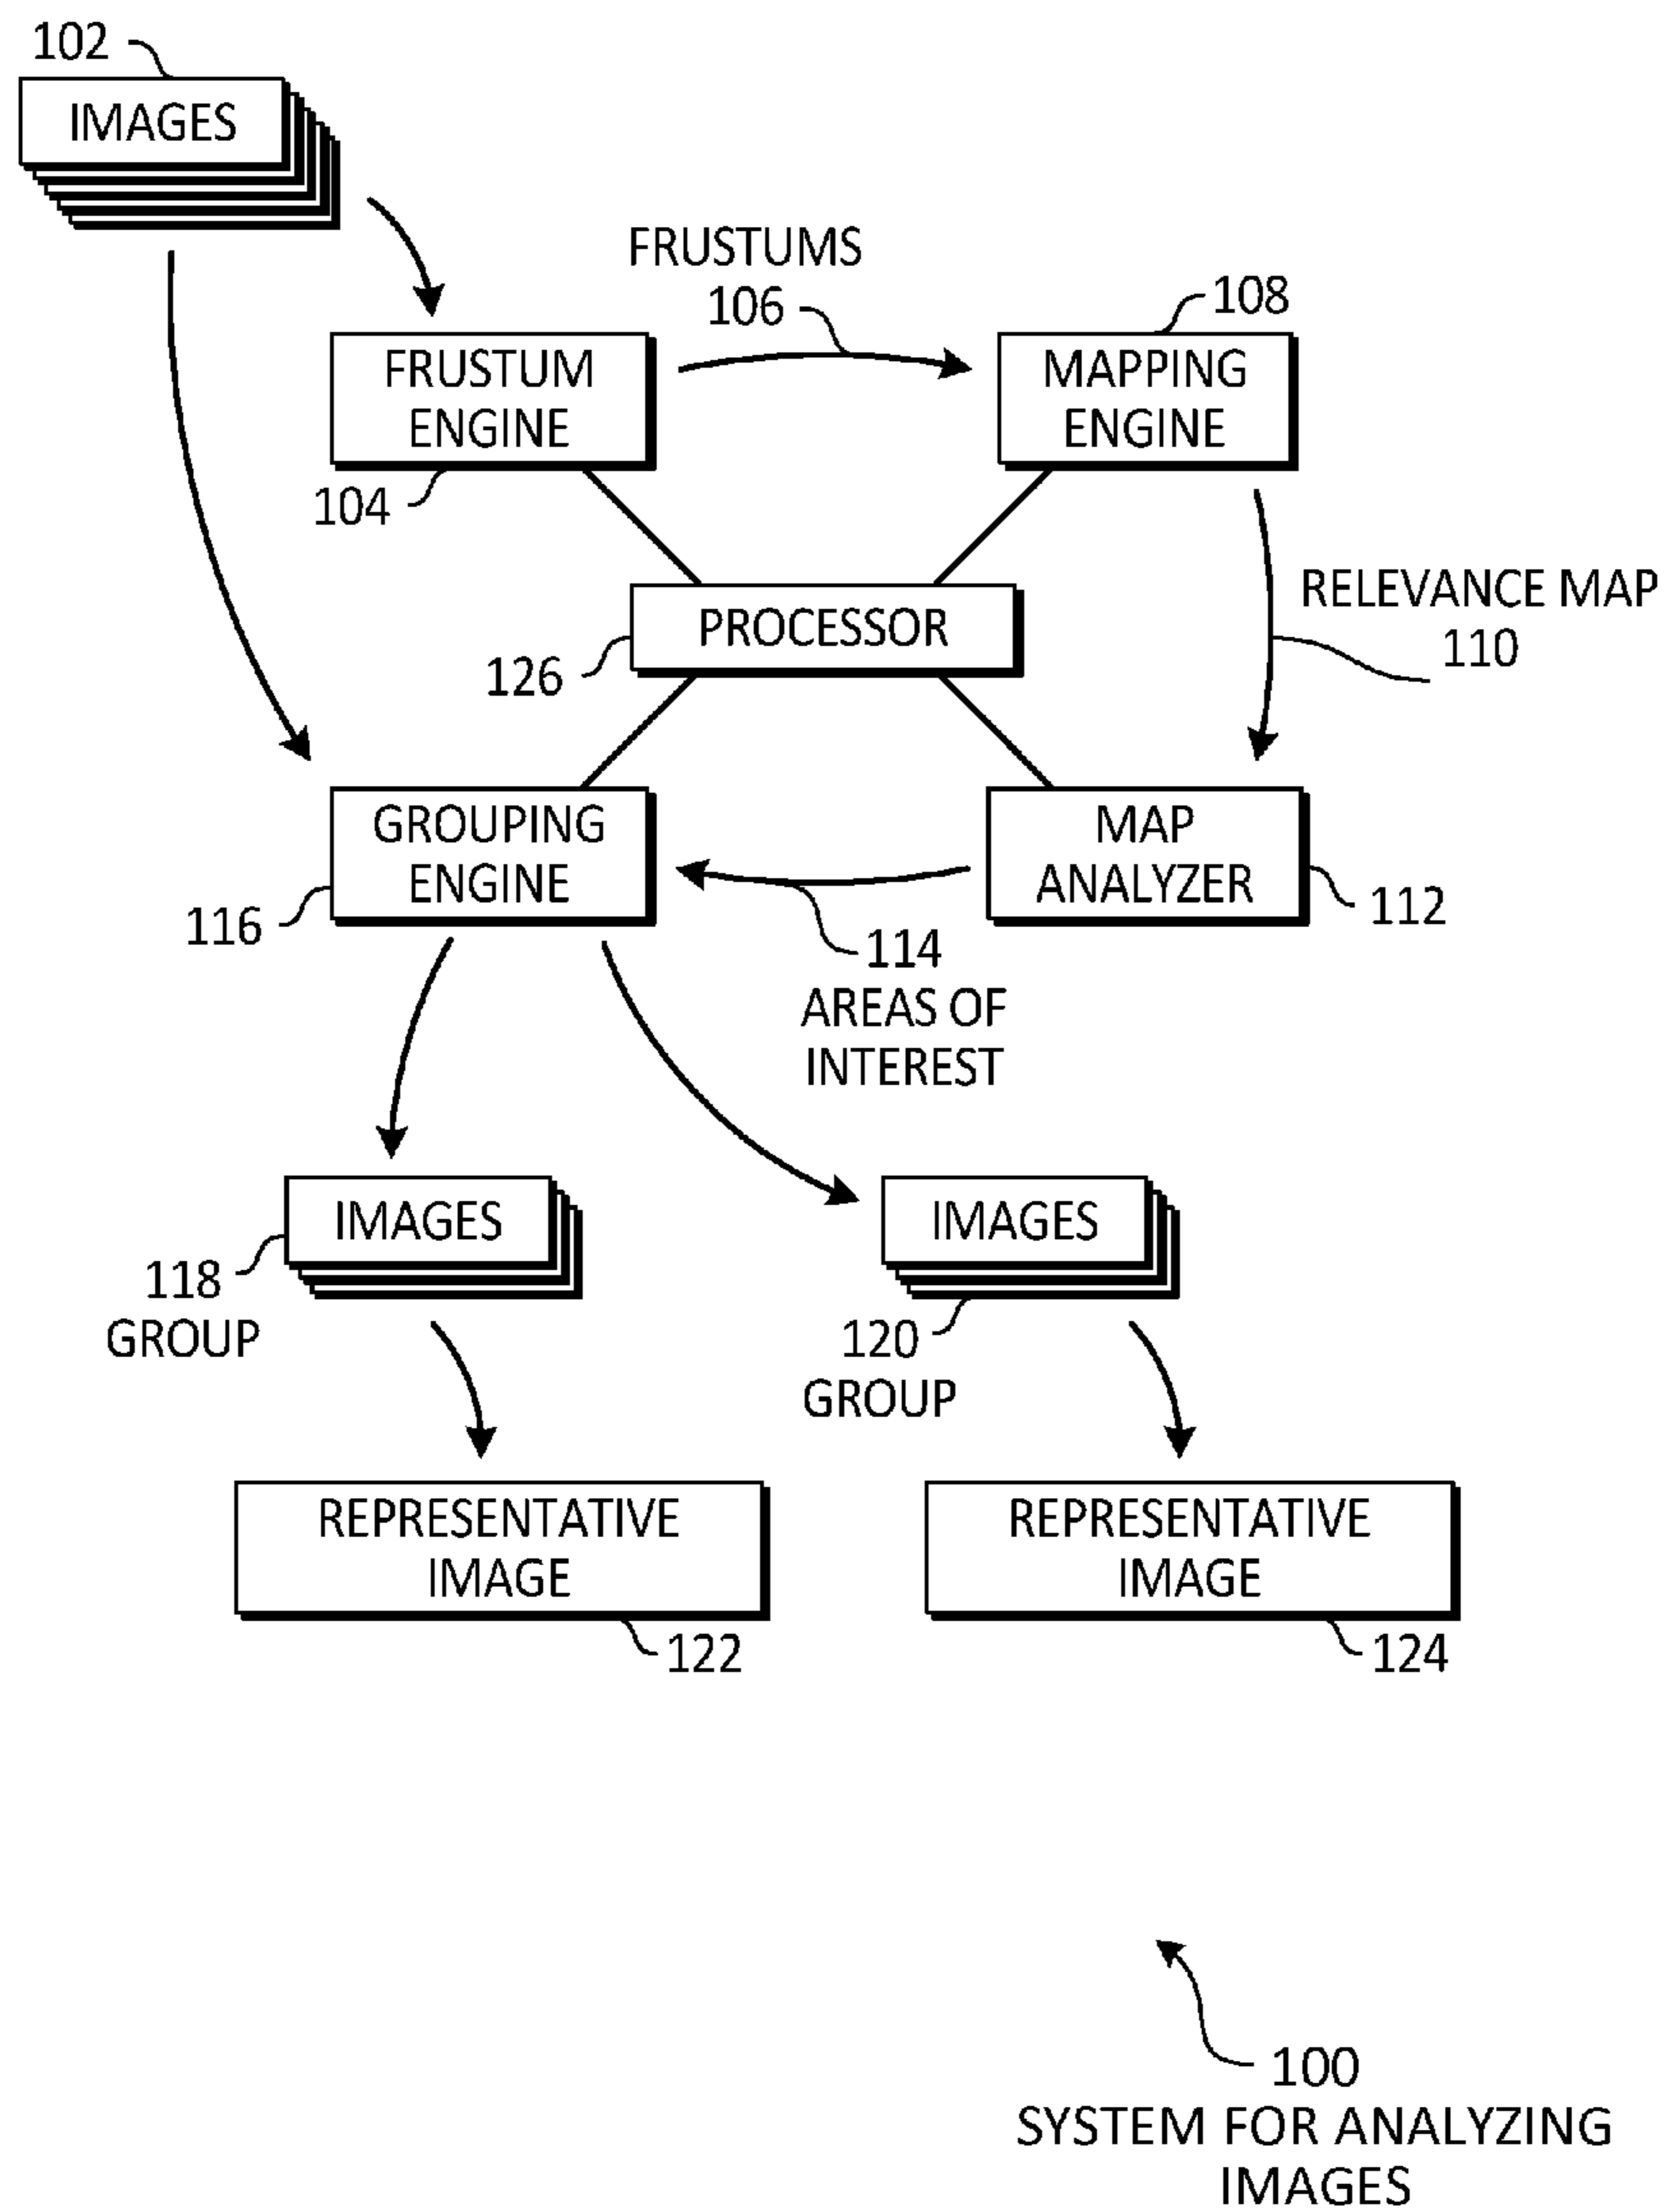 102
IMAGES
FRUSTUMS
106
108
FRUSTUM
ENGINE
104
MAPPING
ENGINE
RELEVANCE MAP
110
PROCESSOR
126
GROUPING
ENGINE
116
MAP
ANALYZER
112
114
AREAS OF
INTEREST
IMAGES
118
GROUP
IMAGES
120
GROUP
REPRESENTATIVE
IMAGE
122
REPRESENTATIVE
IMAGE
124
100
SYSTEM FOR ANALYZING
IMAGES